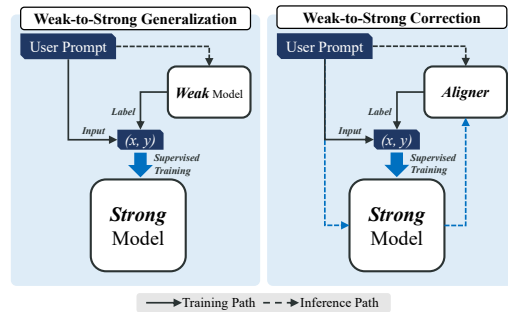 Weak-to-Strong Generalization
User Prompt
Weak Model
Label
Input
(x, y)
Supervised
Training
Strong
Model
Weak-to-Strong Correction
User Prompt
Aligner
Label
Input
(x, y)
Supervised
Training
Strong
Model
Training Path
Inference Path